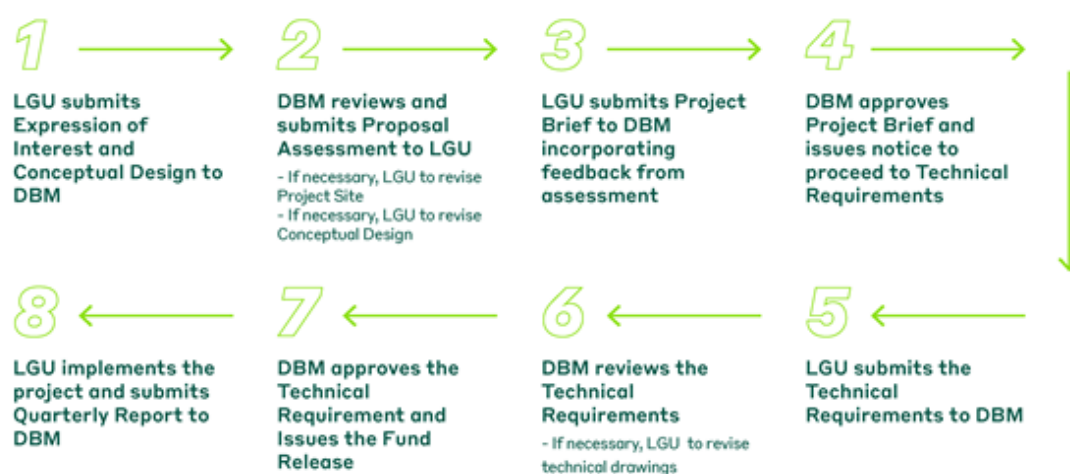 1
LGU submits
Expression of
Interest and
Conceptual Design to
DBM
2
DBM reviews and
submits Proposal
Assessment to LGU
- If necessary, LGU to revise
Project Site
- If necessary, LGU to revise
Conceptual Design
3
LGU submits Project
Brief to DBM
incorporating
feedback from
assessment
4
DBM approves
Project Brief and
issues notice to
proceed to Technical
Requirements
5
LGU submits the
Technical
Requirements to DBM
6
DBM reviews the
Technical
Requirements
- If necessary, LGU to revise
technical drawings
7
DBM approves the
Technical
Requirement and
Issues the Fund
Release
8
LGU implements the
project and submits
Quarterly Report to
DBM